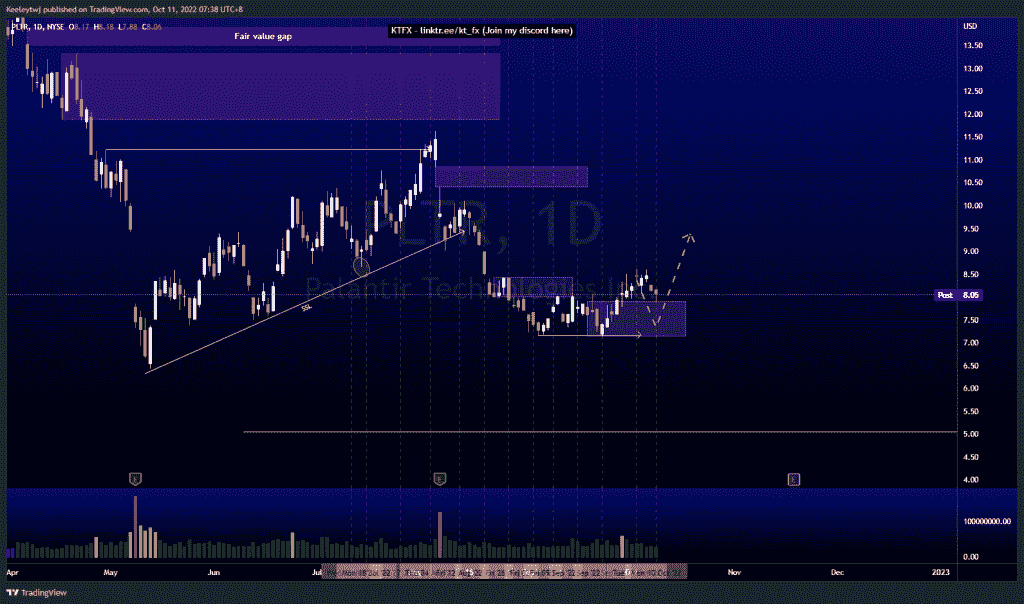 Keeleytwj published on TradingView.com, Oct 11, 2022 07:38 UTC+8
PLTR, 1D, NYSE O8.17 H8.18 L7.88 C8.06
KTFX - linktr.ee/kt_fx (Join my discord here)
USD
Fair value gap
13.50
13.00
12.50
12.00
11.50
11.00
10.50
10.00
PLTR, 1D
9.50
9.00
8.50
Palantir Technologies Inc
SSL
Post 8.05
7.50
7.00
6.50
6.00
5.50
5.00
4.50
4.00
E
E
E
100000000.00
0.00
Apr May Jun Jul Nov Dec 2023
TradingView